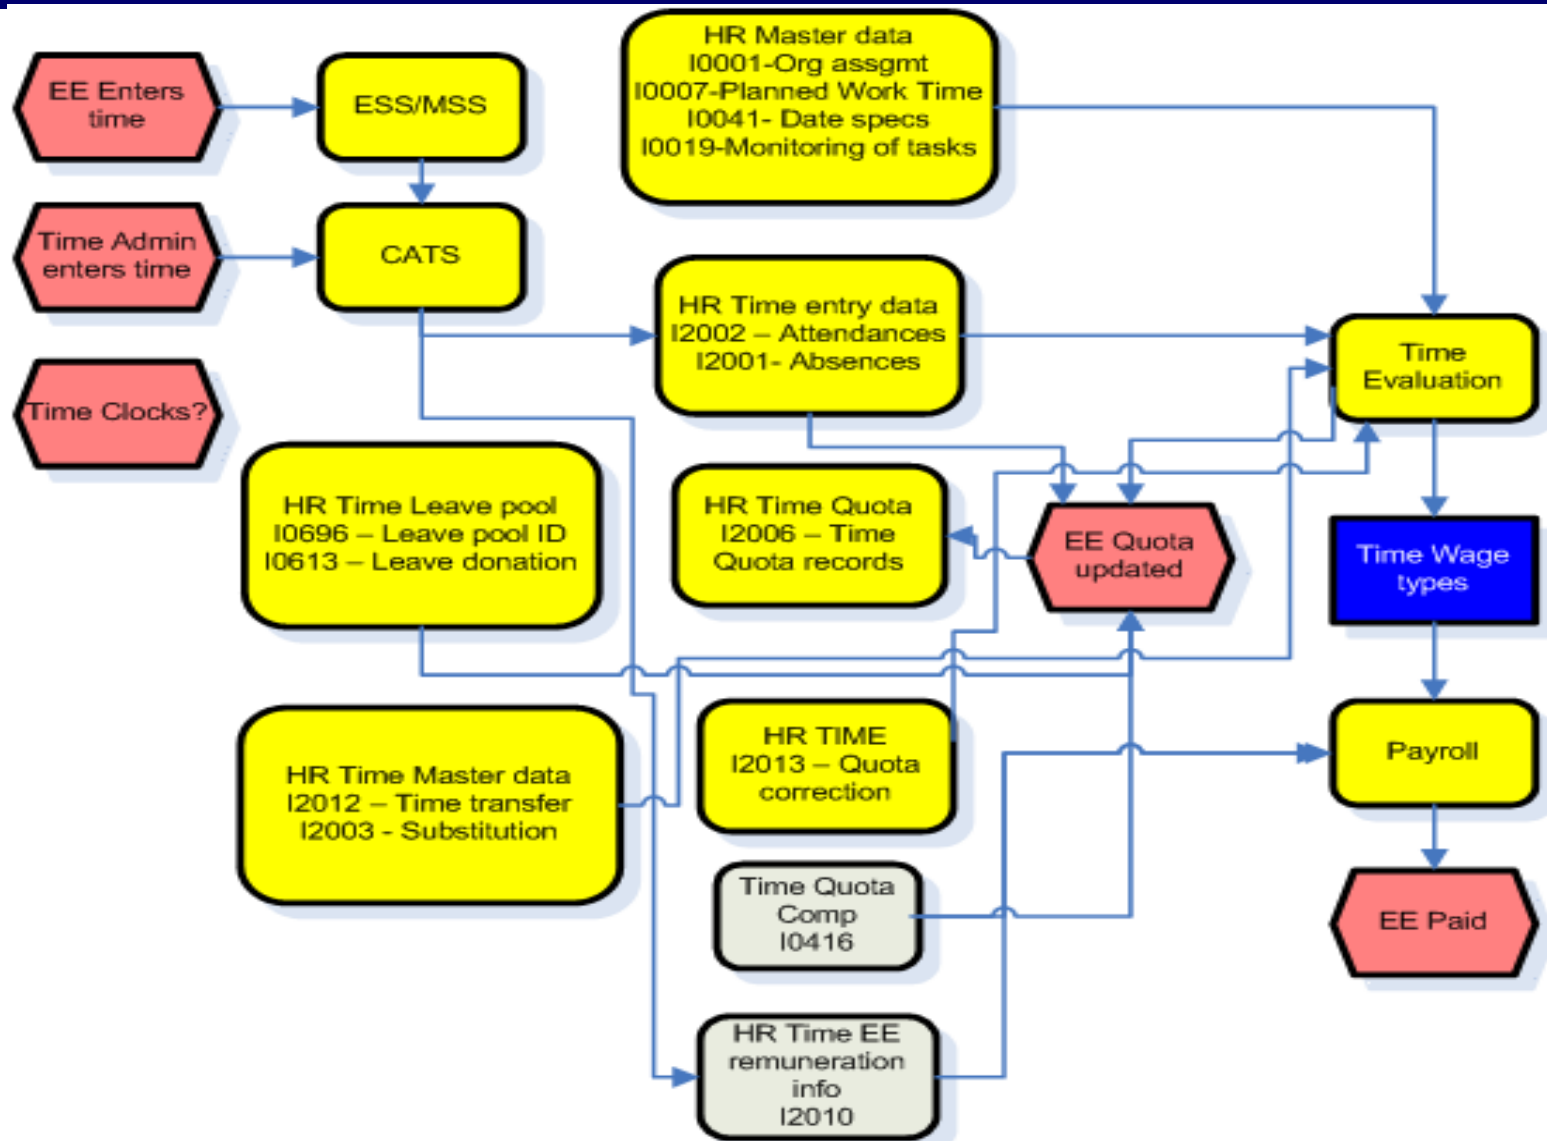 EE Enters
time
ESS/MSS
HR Master data
I0001-Org assgmt
I0007-Planned Work Time
I0041- Date specs
I0019-Monitoring of tasks
Time Admin
enters time
CATS
HR Time entry data
I2002 – Attendances
I2001- Absences
Time
Evaluation
Time Clocks?
HR Time Leave pool
I0696 – Leave pool ID
I0613 – Leave donation
HR Time Quota
I2006 – Time
Quota records
EE Quota
updated
Time Wage
types
HR Time Master data
I2012 – Time transfer
I2003 - Substitution
HR TIME
I2013 – Quota
correction
Payroll
Time Quota
Comp
I0416
EE Paid
HR Time EE
remuneration
info
I2010